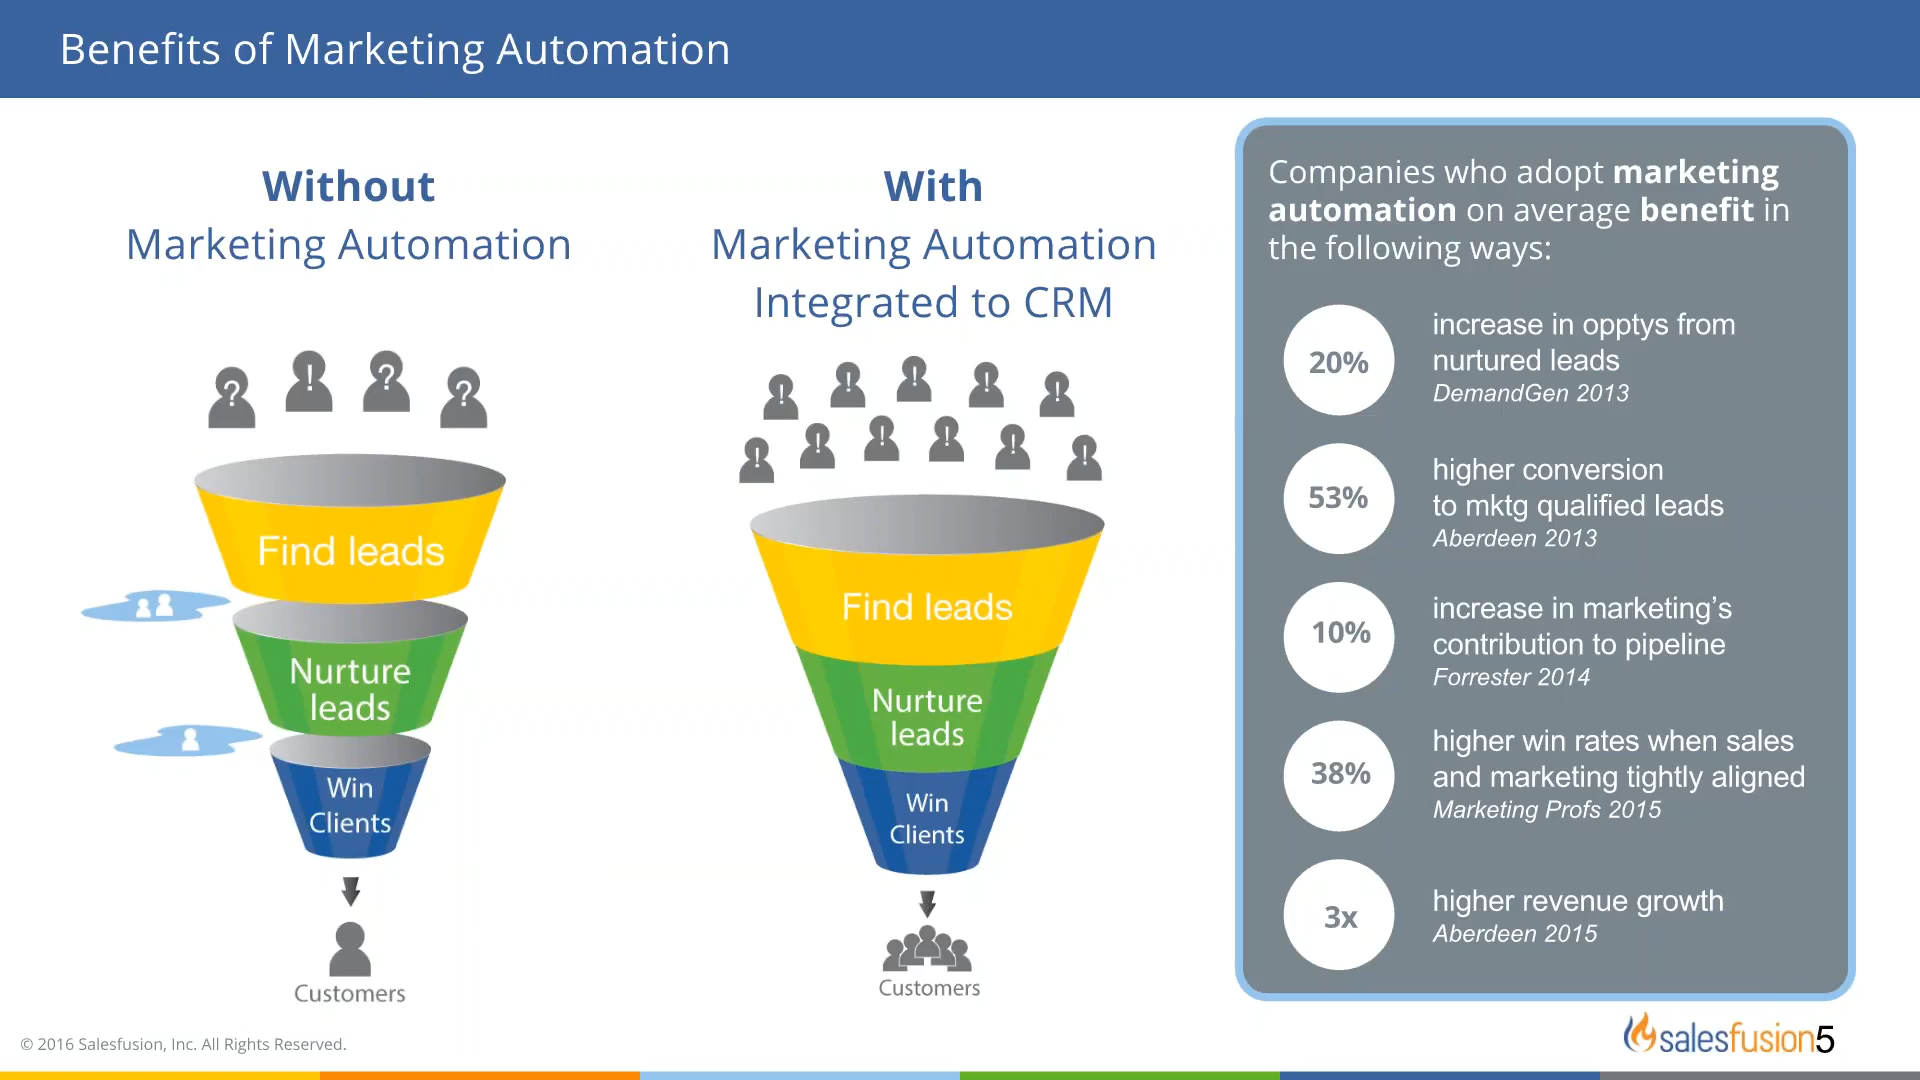 Benefits of Marketing Automation
Without
Marketing Automation
? ! ? ?
Find leads
Nurture
leads
Win
Clients
Customers
With
Marketing Automation
Integrated to CRM
! ! ! ! !
! ! ! ! ! !
Find leads
Nurture
leads
Win
Clients
Customers
Companies who adopt marketing
automation on average benefit in
the following ways:
20%
increase in opptys from
nurtured leads
DemandGen 2013
53%
higher conversion
to mktg qualified leads
Aberdeen 2013
10%
increase in marketing’s
contribution to pipeline
Forrester 2014
38%
higher win rates when sales
and marketing tightly aligned
Marketing Profs 2015
3x
higher revenue growth
Aberdeen 2015
© 2016 Salesfusion, Inc. All Rights Reserved.
salesfusion
5